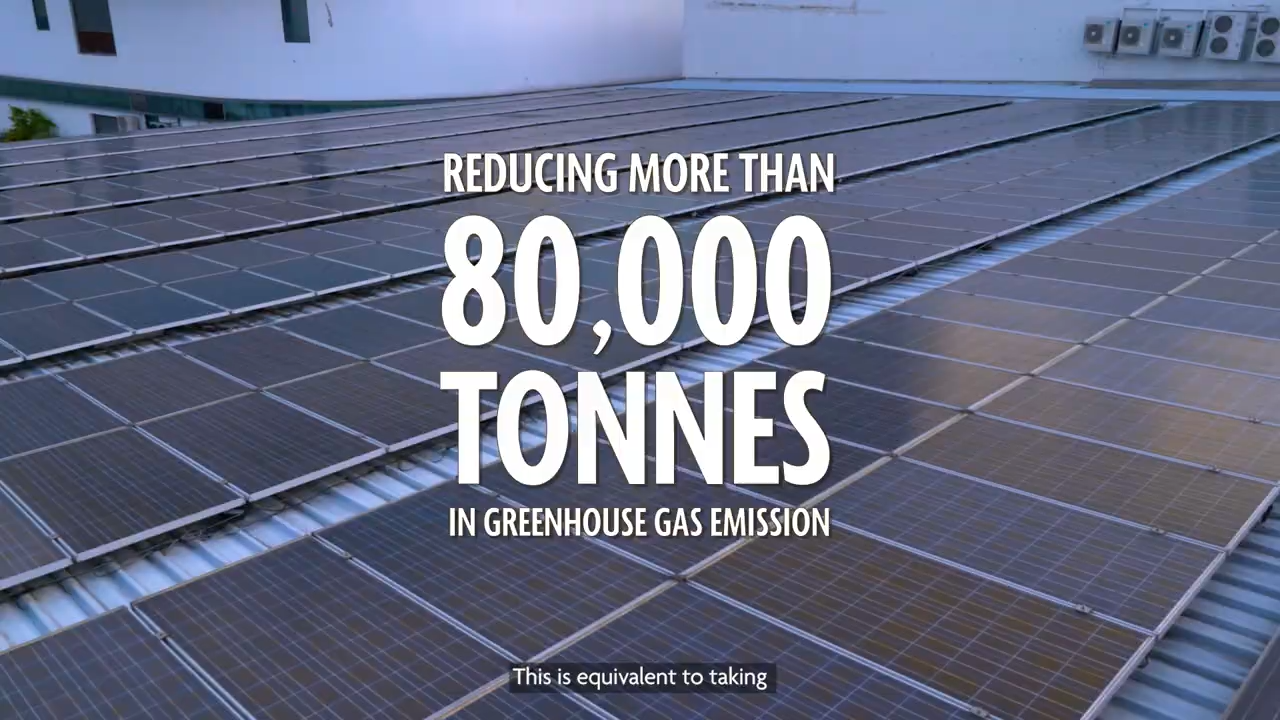 REDUCING MORE THAN
80,000
TONNES
IN GREENHOUSE GAS EMISSION
This is equivalent to taking